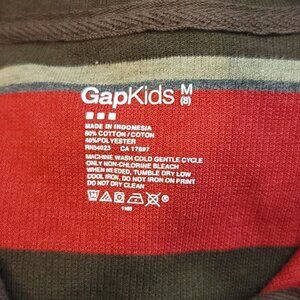 GapKids M
(8)
MADE IN INDONESIA
60% COTTON / COTON
40%POLYESTER
RN54023 CA 17897
MACHINE WASH COLD GENTLE CYCLE
ONLY NON-CHLORINE BLEACH
WHEN NEEDED, TUMBLE DRY LOW
COOL IRON, DO NOT IRON ON PRINT
DO NOT DRY CLEAN